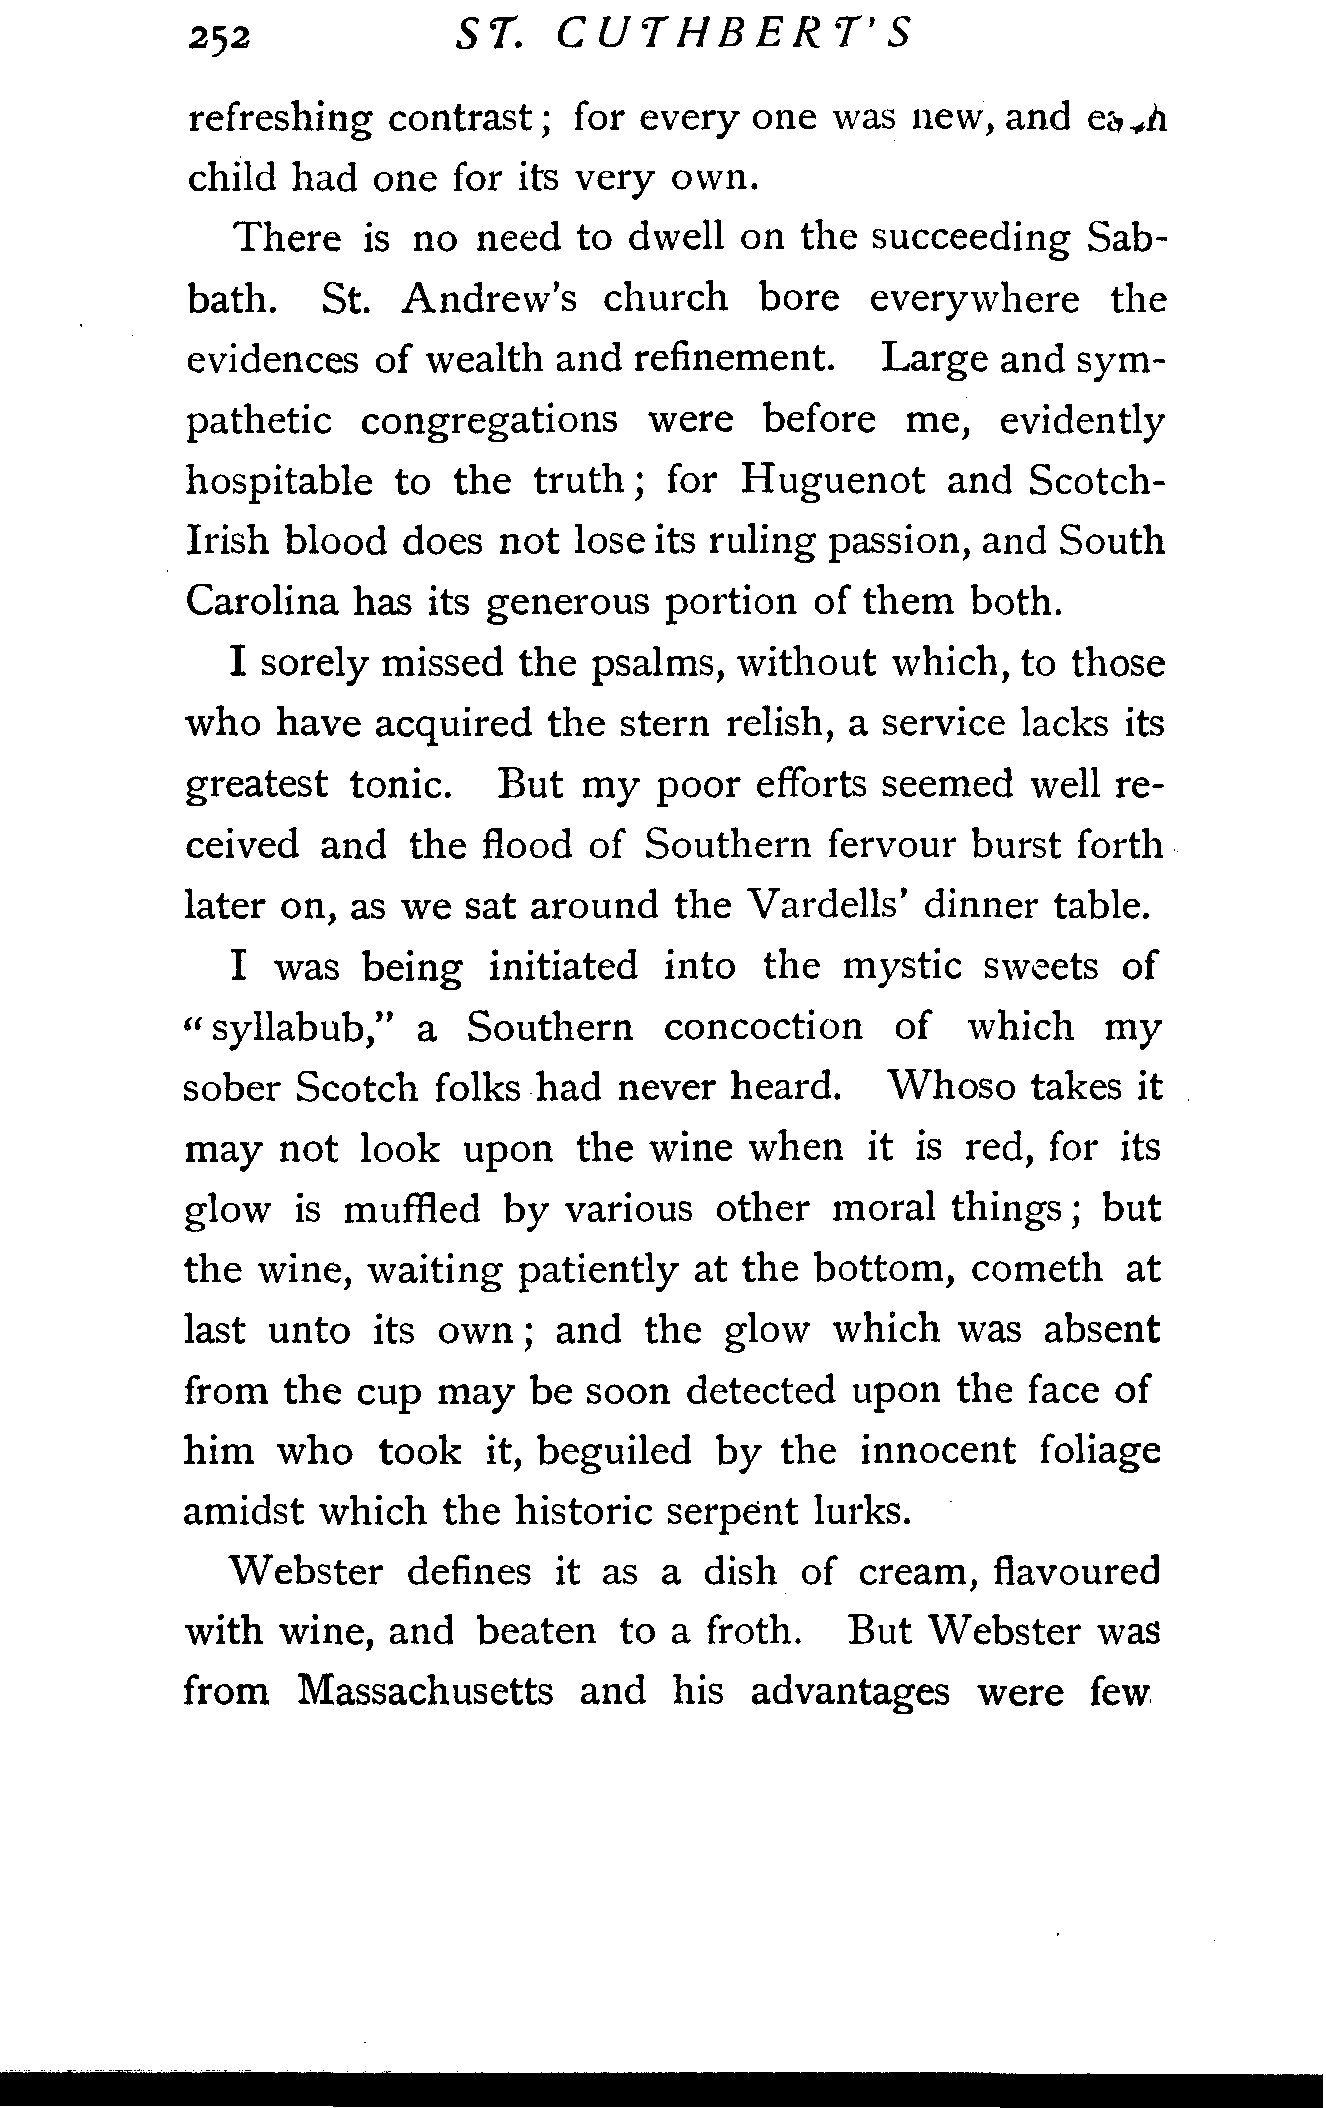 252 ST. CUTHBERT'S
refreshing contrast; for every one was new, and each
child had one for its very own.
There is no need to dwell on the succeeding Sab-
bath. St. Andrew's church bore everywhere the
evidences of wealth and refinement. Large and sym-
pathetic congregations were before me, evidently
hospitable to the truth; for Huguenot and Scotch-
Irish blood does not lose its ruling passion, and South
Carolina has its generous portion of them both.
I sorely missed the psalms, without which, to those
who have acquired the stern relish, a service lacks its
greatest tonic. But my poor efforts seemed well re-
ceived and the flood of Southern fervour burst forth
later on, as we sat around the Vardells' dinner table.
I was being initiated into the mystic sweets of
"syllabub," a Southern concoction of which my
sober Scotch folks had never heard. Whoso takes it
may not look upon the wine when it is red, for its
glow is muffled by various other moral things; but
the wine, waiting patiently at the bottom, cometh at
last unto its own; and the glow which was absent
from the cup may be soon detected upon the face of
him who took it, beguiled by the innocent foliage
amidst which the historic serpent lurks.
Webster defines it as a dish of cream, flavoured
with wine, and beaten to a froth. But Webster was
from Massachusetts and his advantages were few